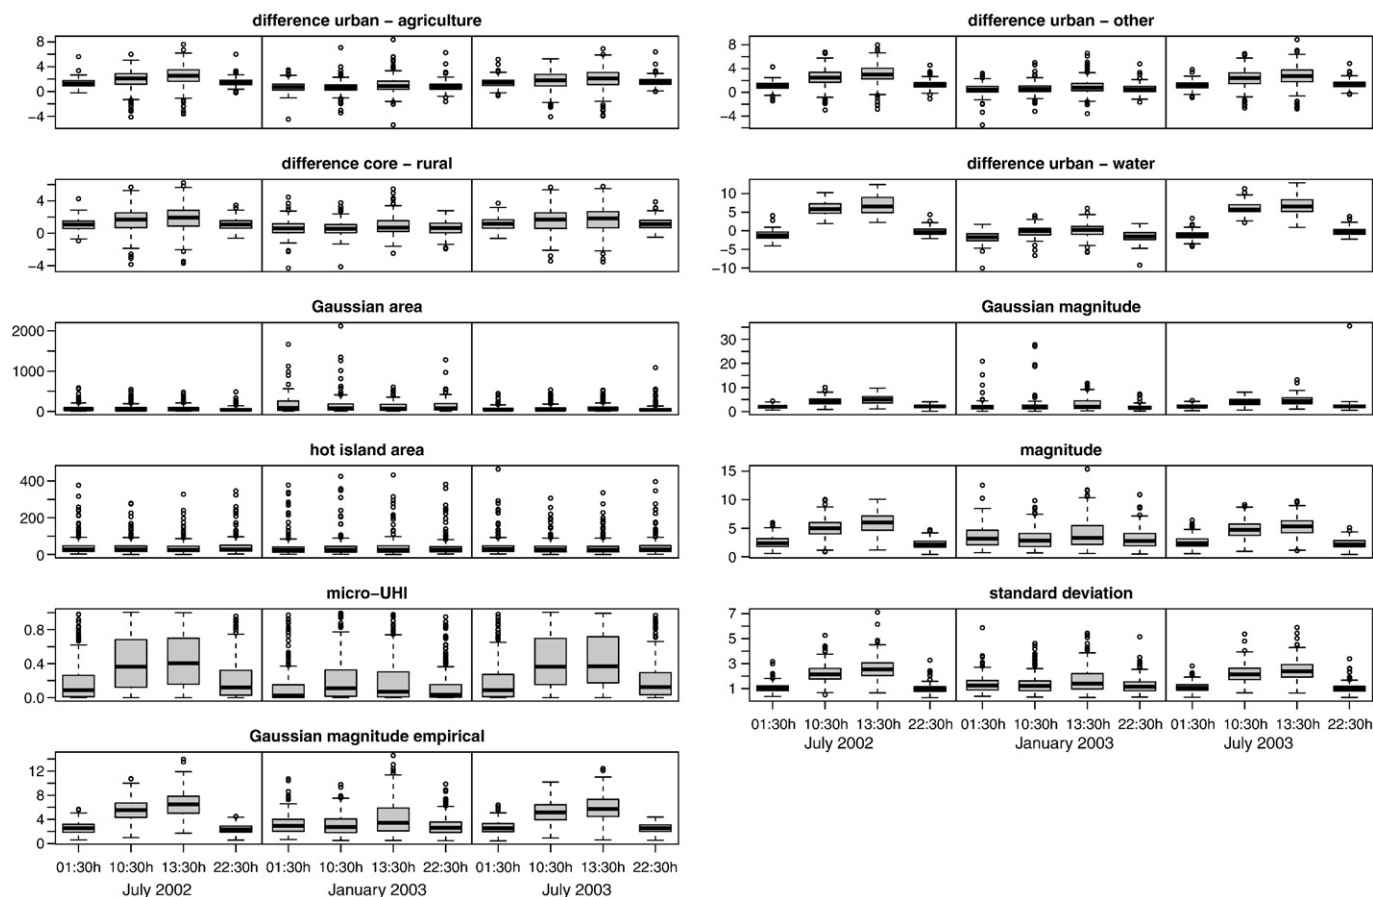 difference urban – agriculture
8
4
0
−4
difference core – rural
4
0
−4
Gaussian area
2000
1000
0
hot island area
400
200
0
micro−UHI
0.8
0.4
0.0
Gaussian magnitude empirical
12
8
4
0
01:30h 10:30h 13:30h 22:30h 01:30h 10:30h 13:30h 22:30h 01:30h 10:30h 13:30h 22:30h
July 2002 January 2003 July 2003
difference urban – other
8
4
0
−4
difference urban – water
10
5
0
−5
−10
Gaussian magnitude
30
20
10
0
magnitude
15
10
5
0
standard deviation
7
5
3
1
01:30h 10:30h 13:30h 22:30h 01:30h 10:30h 13:30h 22:30h 01:30h 10:30h 13:30h 22:30h
July 2002 January 2003 July 2003